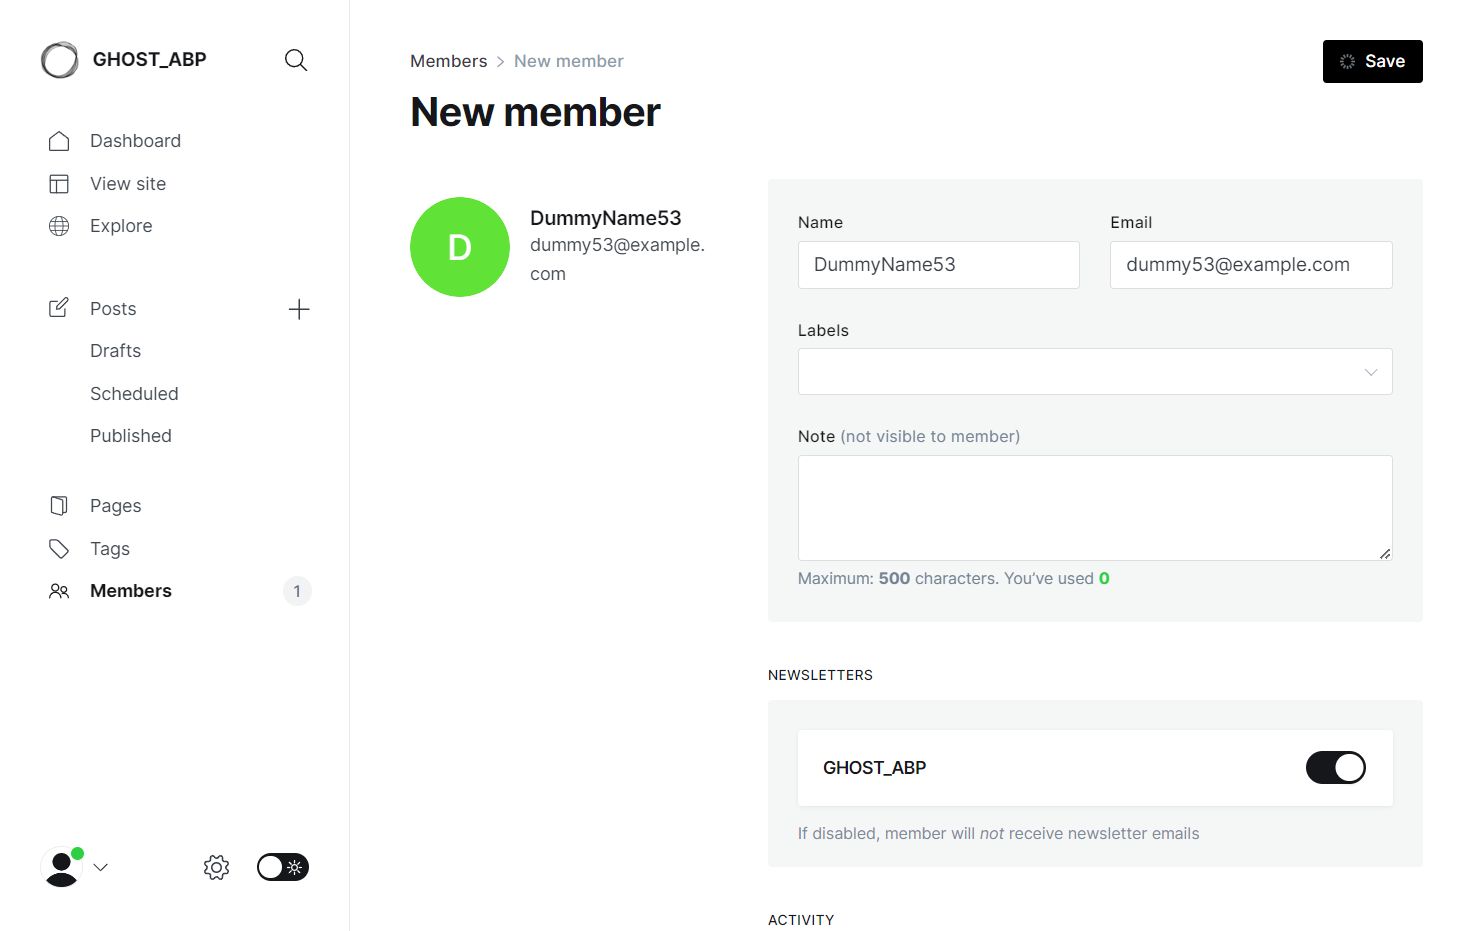 GHOST_ABP
Dashboard
View site
Explore
Posts
Drafts
Scheduled
Published
Pages
Tags
Members
1
Members > New member
Save
New member
D
DummyName53
dummy53@example.
com
Name
Email
DummyName53
dummy53@example.com
Labels
Note (not visible to member)
Maximum: 500 characters. You've used 0
NEWSLETTERS
GHOST_ABP
If disabled, member will not receive newsletter emails
ACTIVITY